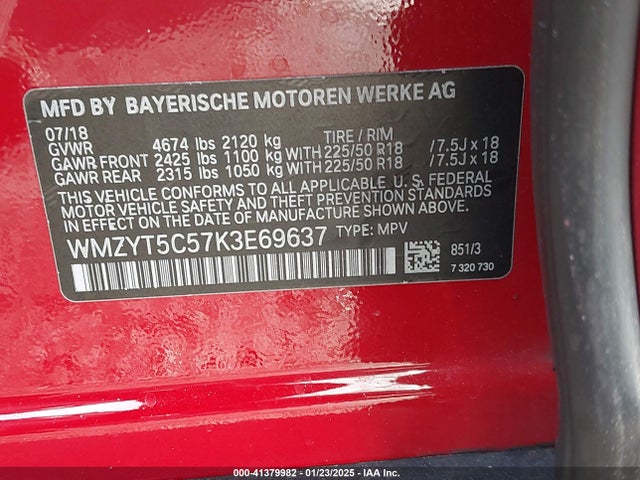 MFD BY BAYERISCHE MOTOREN WERKE AG
07/18 TIRE / RIM
GVWR 4674 lbs 2120 kg
GAWR FRONT 2425 lbs 1100 kg WITH 225/50 R18 / 7.5J x 18
GAWR REAR 2315 lbs 1050 kg WITH 225/50 R18 / 7.5J x 18
THIS VEHICLE CONFORMS TO ALL APPLICABLE U. S. FEDERAL
MOTOR VEHICLE SAFETY AND THEFT PREVENTION STANDARDS
IN EFFECT ON THE DATE OF MANUFACTURE SHOWN ABOVE.
WMZYT5C57K3E69637 TYPE: MPV
851/3
7 320 730
000-41379982 - 01/23/2025 - IAA Inc.